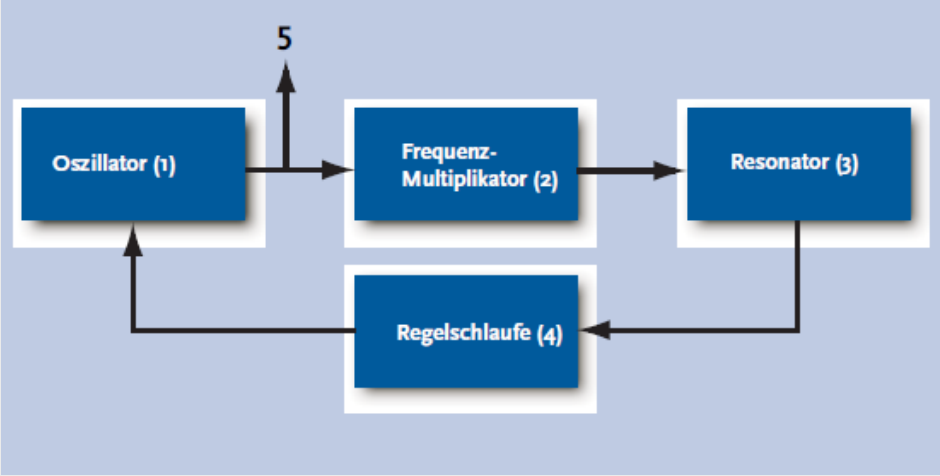 5
Oszillator (1)
Frequenz-
Multiplikator (2)
Resonator (3)
Regelschlaufe (4)